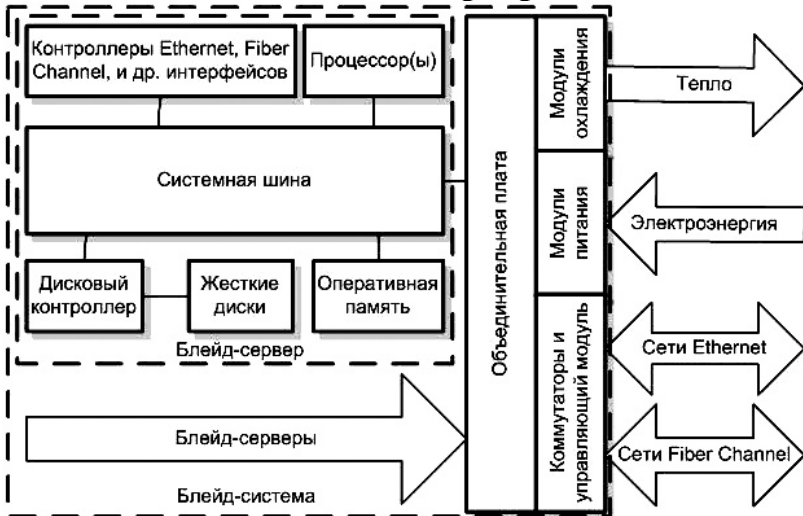 Контроллеры Ethernet, Fiber
Channel, и др. интерфейсов
Процессор(ы)
Системная шина
Дисковый
контроллер
Жесткие
диски
Оперативная
память
Блейд-сервер
Блейд-серверы
Блейд-система
Объединительная плата
Модули
охлаждения
Модули
питания
Коммутаторы и
управляющий модуль
Тепло
Электроэнергия
Сети Ethernet
Сети Fiber Channel